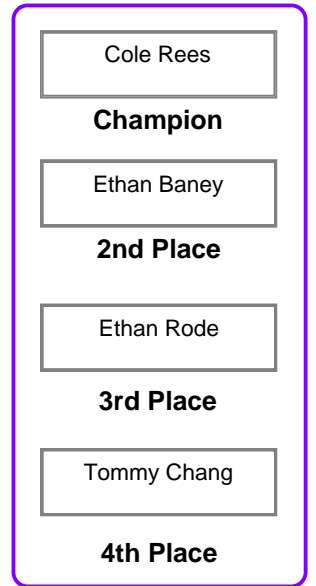 Cole Rees
Champion
Ethan Baney
2nd Place
Ethan Rode
3rd Place
Tommy Chang
4th Place